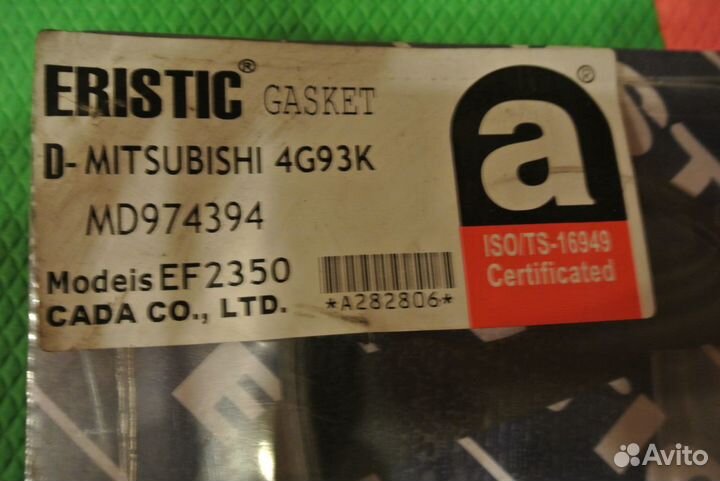 ERISTIC® GASKET
D- MITSUBISHI 4G93K
MD974394
Modeis EF2350
CADA CO., LTD.
*A282806*
a ®
ISO/TS-16949
Certificated
Avito